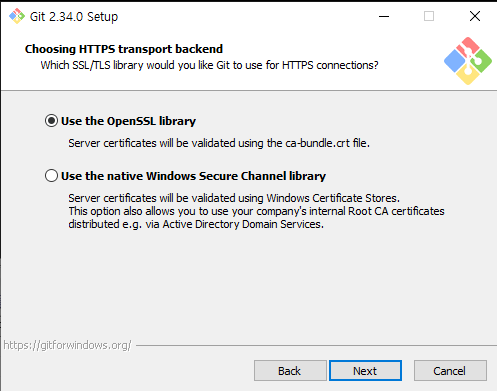 Git 2.34.0 Setup
Choosing HTTPS transport backend
Which SSL/TLS library would you like Git to use for HTTPS connections?
Use the OpenSSL library
Server certificates will be validated using the ca-bundle.crt file.
Use the native Windows Secure Channel library
Server certificates will be validated using Windows Certificate Stores.
This option also allows you to use your company's internal Root CA certificates
distributed e.g. via Active Directory Domain Services.
https://gitforwindows.org/
Back Next Cancel